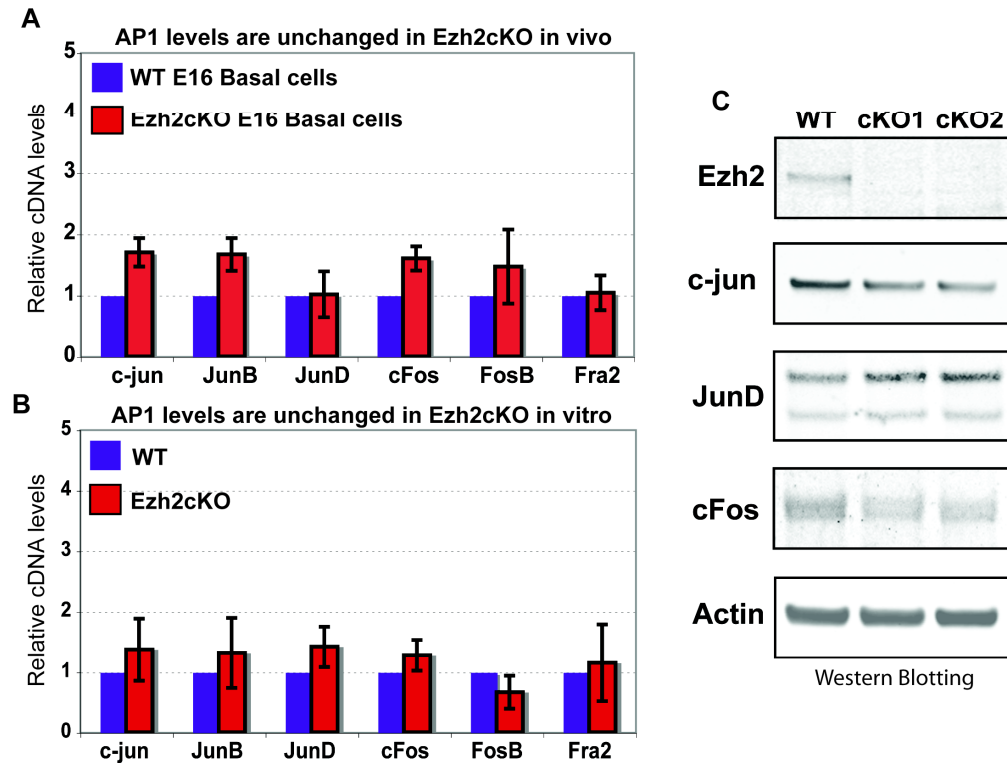 A
AP1 levels are unchanged in Ezh2cKO in vivo
Relative cDNA levels
5
4
3
2
1
0
WT E16 Basal cells
Ezh2cKO E16 Basal cells
c-jun JunB JunD cFos FosB Fra2
B
AP1 levels are unchanged in Ezh2cKO in vitro
Relative cDNA levels
5
4
3
2
1
0
WT
Ezh2cKO
c-jun JunB JunD cFos FosB Fra2
C
WT cKO1 cKO2
Ezh2
c-jun
JunD
cFos
Actin
Western Blotting